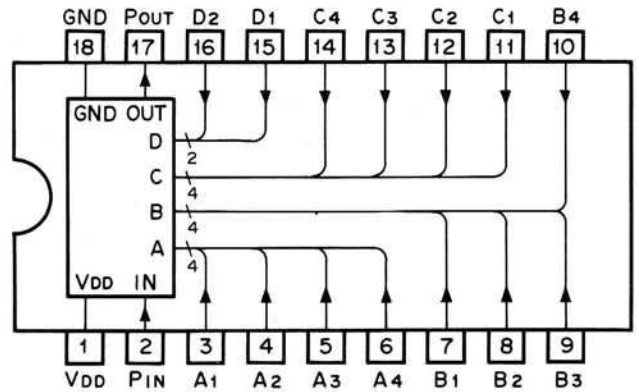 GND POUT D2 D1 C4 C3 C2 C1 B4
18 17 16 15 14 13 12 11 10
GND OUT
D 2
C 4
B 4
A 4
VDD IN
1 2 3 4 5 6 7 8 9
VDD PIN A1 A2 A3 A4 B1 B2 B3